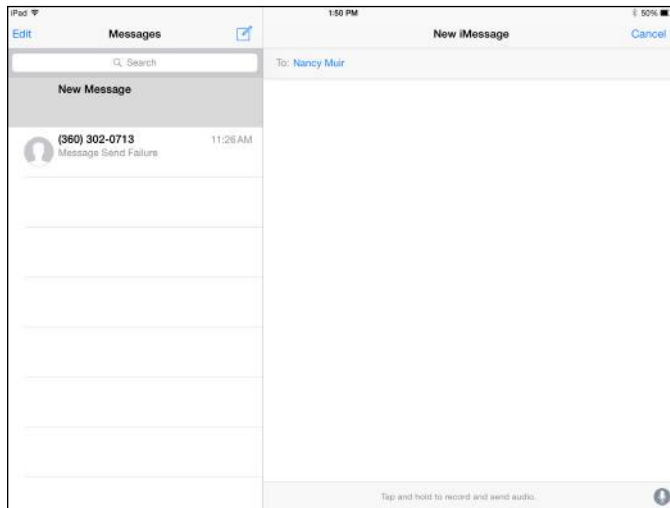 iPad
1:50 PM
50%
Edit
Messages
New iMessage
Cancel
Search
To: Nancy Muir
New Message
(360) 302-0713
11:26 AM
Message Send Failure
Tap and hold to record and send audio.